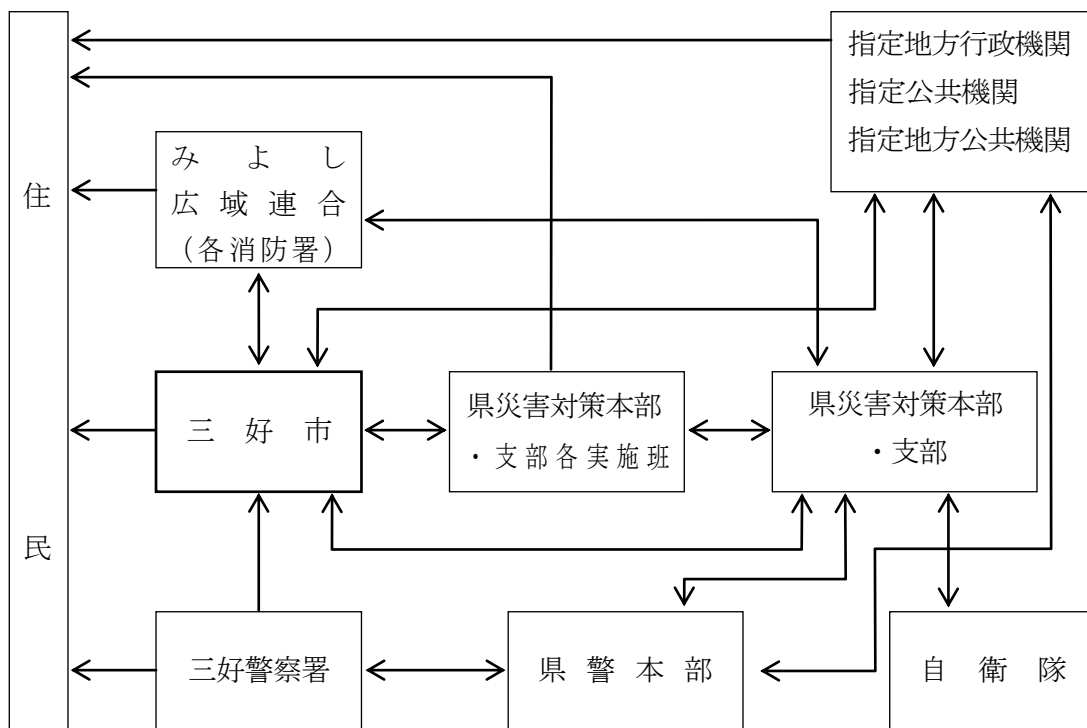 住民
指定地方行政機関
指定公共機関
指定地方公共機関
みよし
広域連合
（各消防署）
三好市
県災害対策本部
・支部各実施班
県災害対策本部
・支部
三好警察署
県警本部
自衛隊